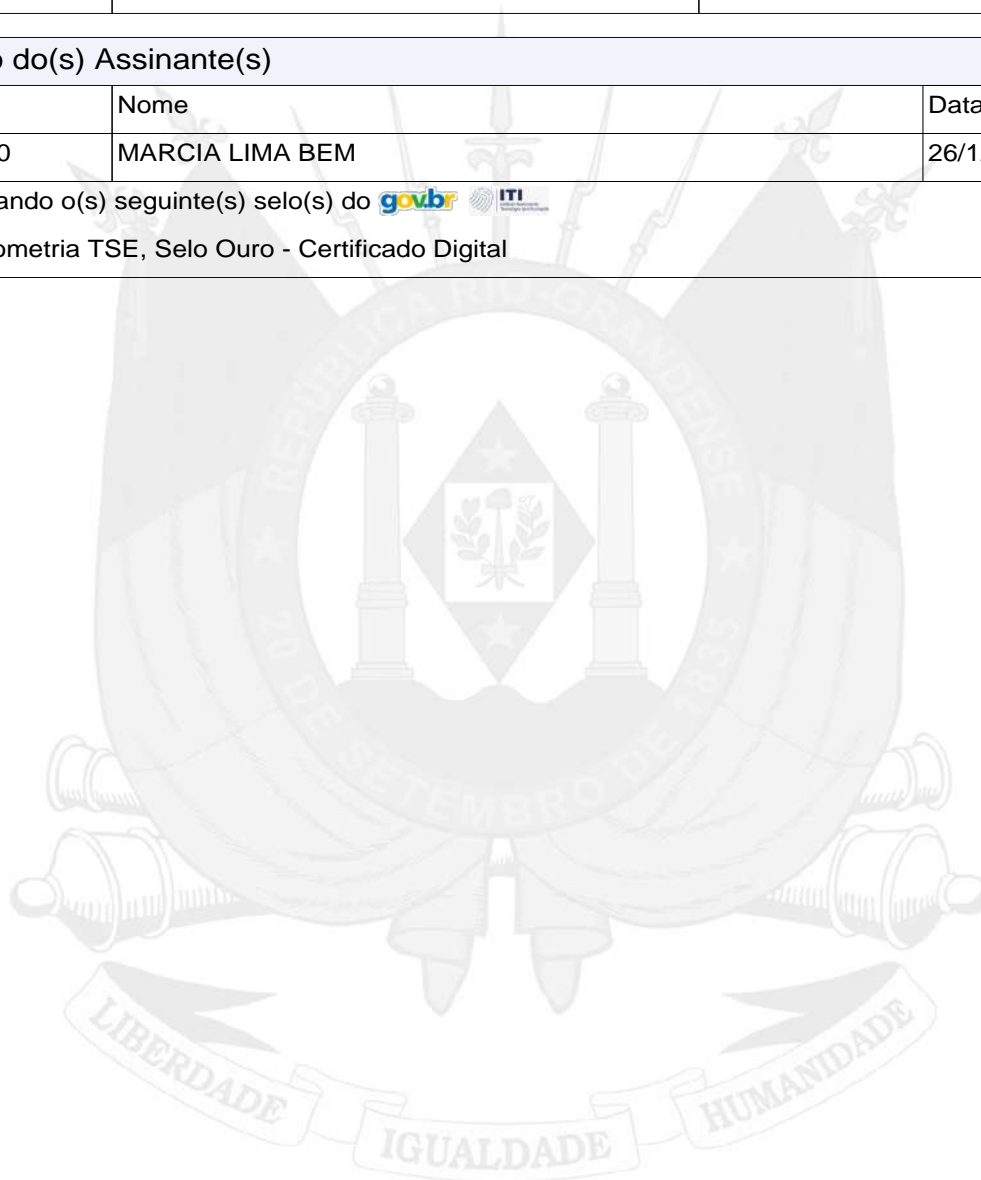 o do(s) Assinante(s)
Nome Data
0 MARCIA LIMA BEM 26/1
ando o(s) seguinte(s) selo(s) do gov.br ITI
ometria TSE, Selo Ouro - Certificado Digital
REPÚBLICA RIO-GRANDENSE
20 DE SETEMBRO DE 1835
LIBERDADE IGUALDADE HUMANIDADE